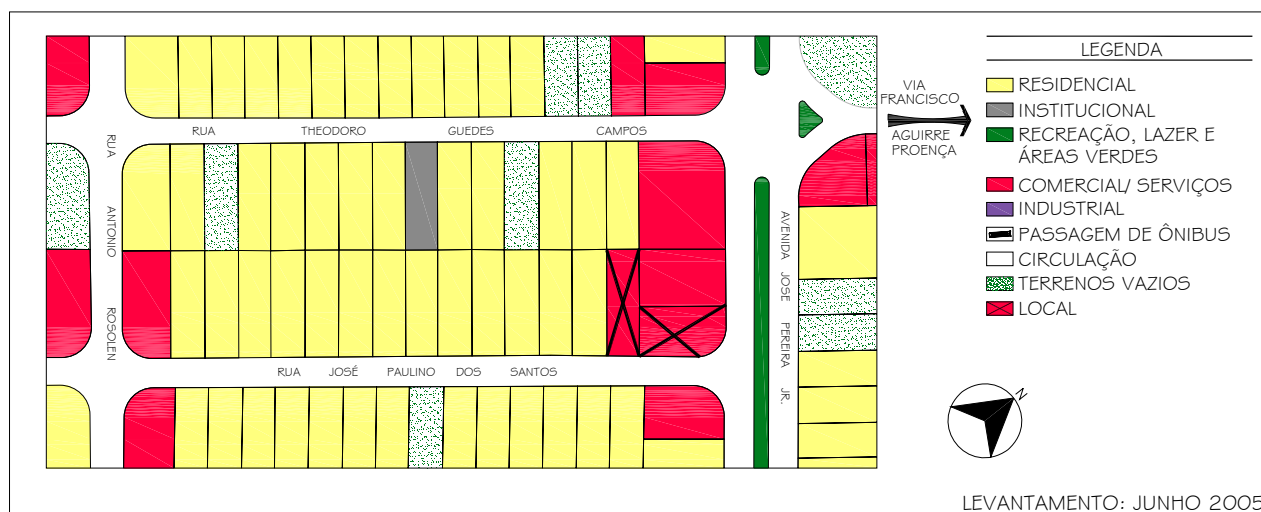 LEGENDA
RESIDENCIAL
INSTITUCIONAL
RECREAÇÃO, LAZER E
ÁREAS VERDES
COMERCIAL/ SERVIÇOS
INDUSTRIAL
PASSAGEM DE ÔNIBUS
CIRCULAÇÃO
TERRENOS VAZIOS
LOCAL
VIA
FRANCISCO
AGUIRRE
PROENÇA
RUA THEODORO GUEDES CAMPOS
RUA ANTONIO ROSOLEN
AVENIDA JOSE PEREIRA JR.
RUA JOSÉ PAULINO DOS SANTOS
N
LEVANTAMENTO: JUNHO 2005